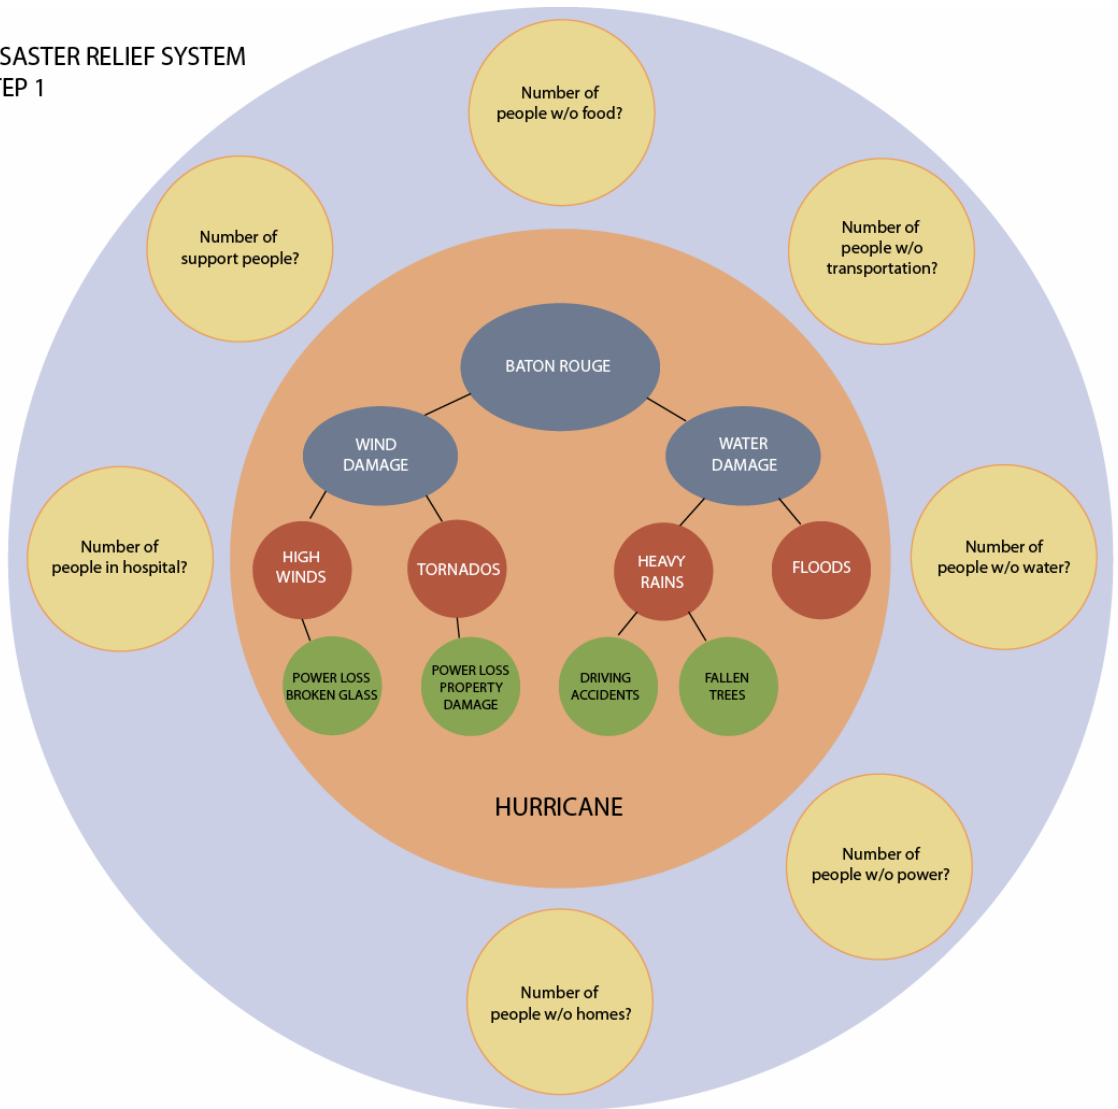 SASTER RELIEF SYSTEM
EP 1
Number of
people w/o food?
Number of
support people?
Number of
people w/o
transportation?
BATON ROUGE
WIND
DAMAGE
WATER
DAMAGE
Number of
people in hospital?
HIGH
WINDS
TORNADOS
HEAVY
RAINS
FLOODS
Number of
people w/o water?
POWER LOSS
BROKEN GLASS
POWER LOSS
PROPERTY
DAMAGE
DRIVING
ACCIDENTS
FALLEN
TREES
HURRICANE
Number of
people w/o power?
Number of
people w/o homes?